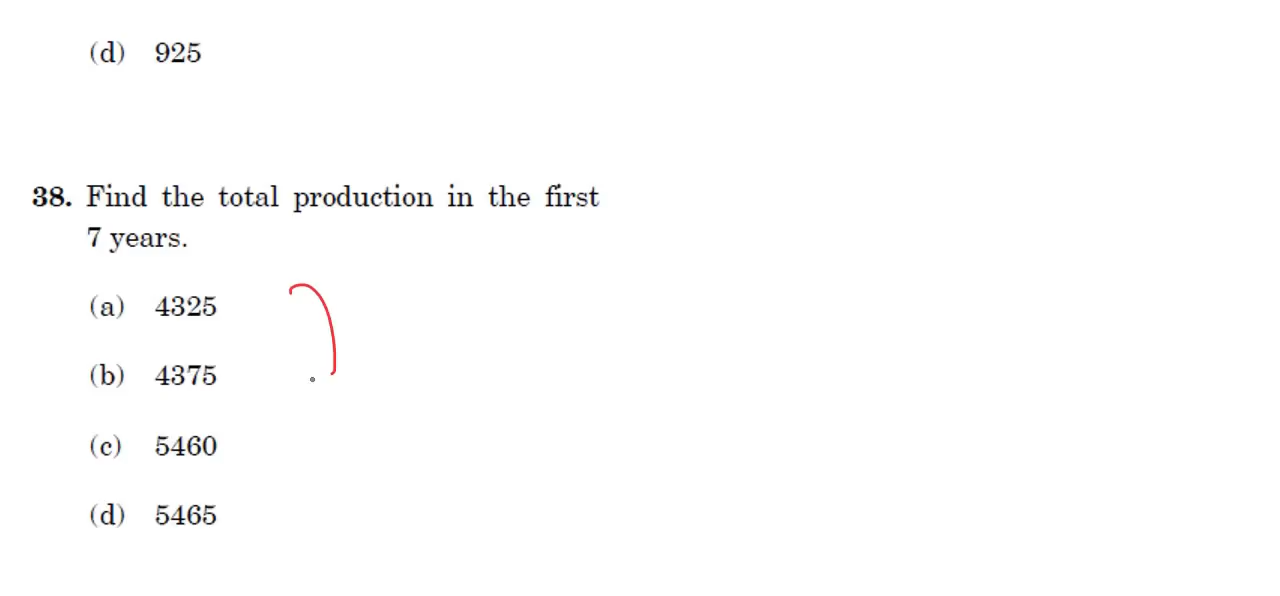 (d) 925
38. Find the total production in the first
7 years.
(a) 4325
(b) 4375
(c) 5460
(d) 5465